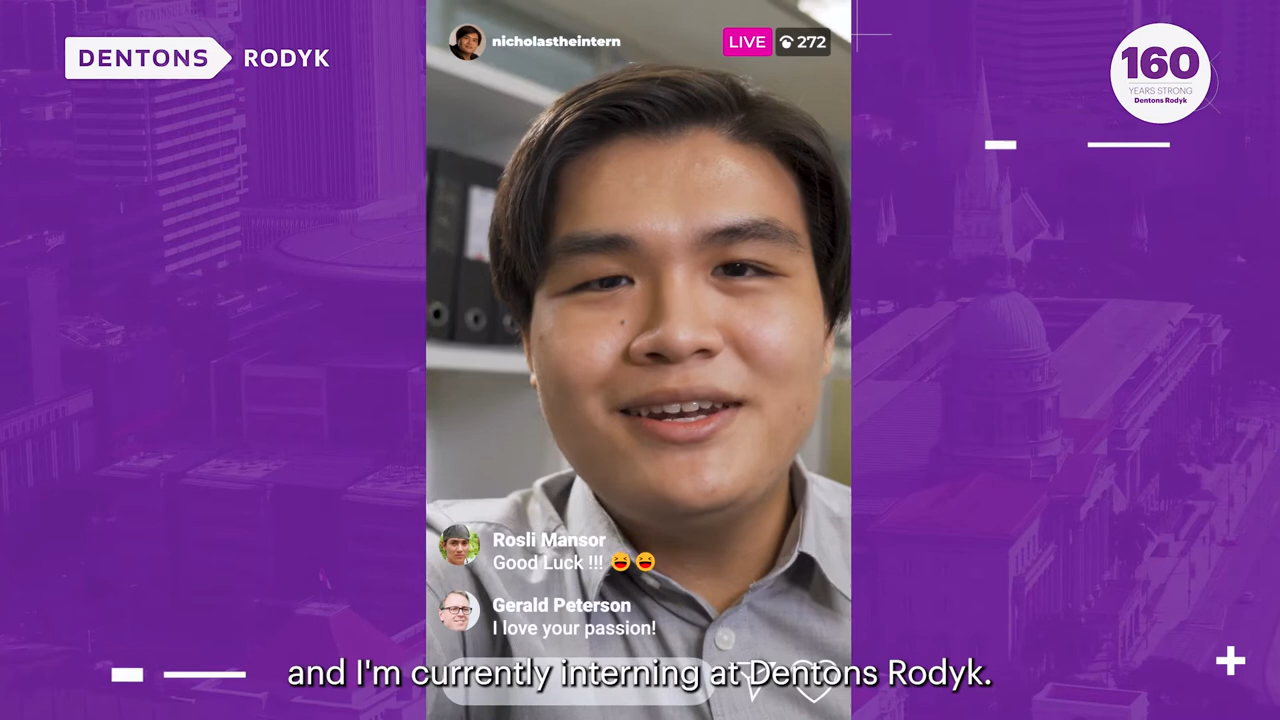 DENTONS RODYK
nicholastheintern
LIVE 272
160
YEARS STRONG
Dentons Rodyk
Rosli Mansor
Good Luck !!! 😆😆
Gerald Peterson
I love your passion!
and I'm currently interning at Dentons Rodyk.